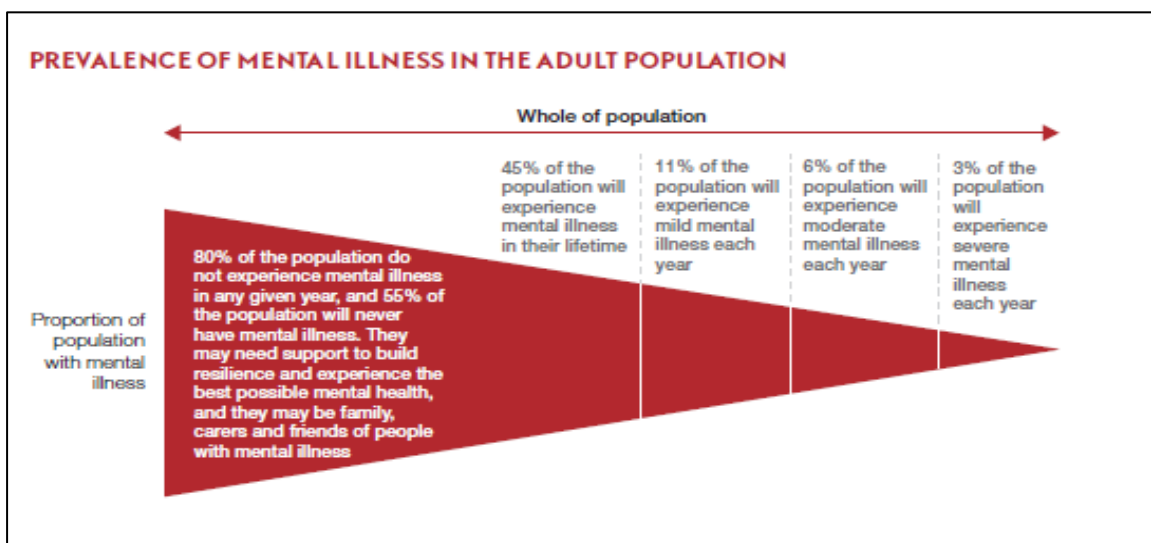 PREVALENCE OF MENTAL ILLNESS IN THE ADULT POPULATION
Whole of population
45% of the
population will
experience
mental illness
in their lifetime
11% of the
population will
experience
mild mental
illness each
year
6% of the
population will
experience
moderate
mental illness
each year
3% of the
population
will
experience
severe
mental
illness
each year
80% of the population do
not experience mental illness
in any given year, and 55% of
the population will never
have mental illness. They
may need support to build
resilience and experience the
best possible mental health,
and they may be family,
carers and friends of people
with mental illness
Proportion of
population
with mental
illness